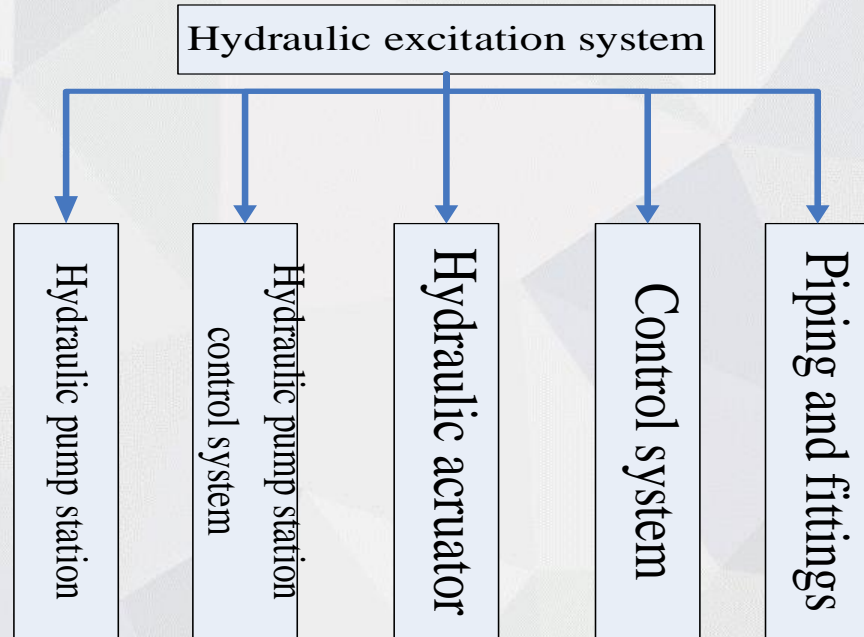 Hydraulic excitation system
Hydraulic pump station
Hydraulic pump station
control system
Hydraulic acruator
Control system
Piping and fittings